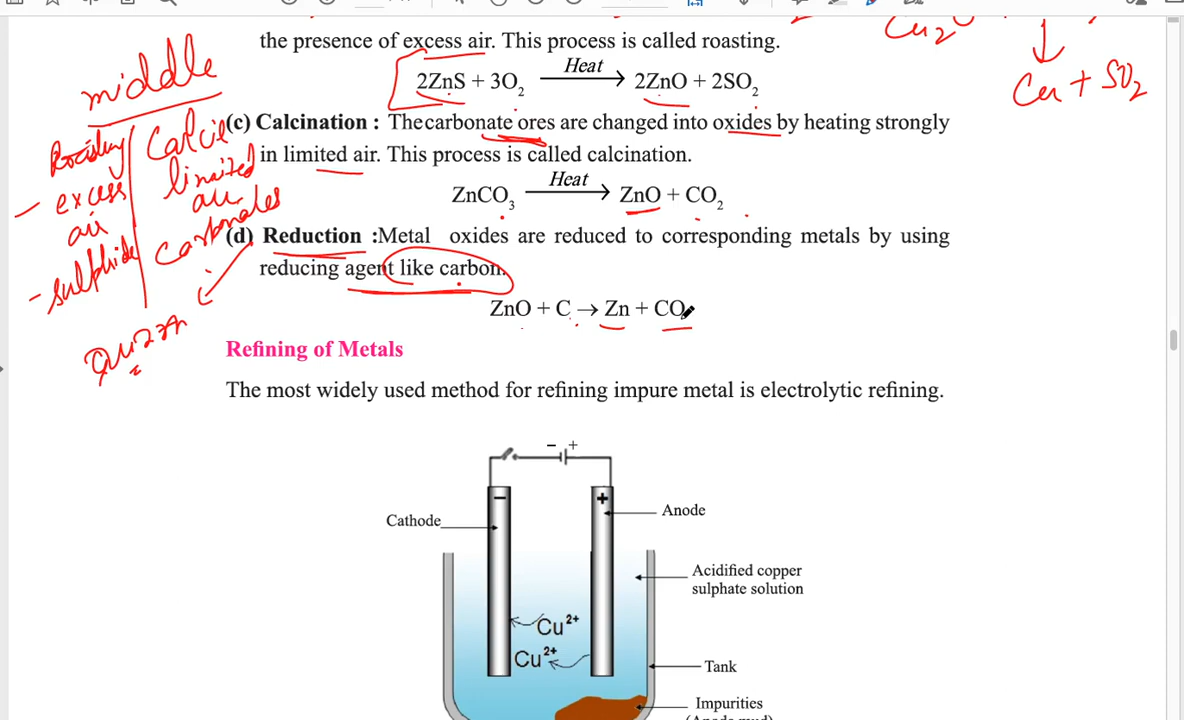 the presence of excess air. This process is called roasting.
Cu2
2ZnS + 3O2 Heat → 2ZnO + 2SO2
Cu + SO2
middle
(c) Calcination : Thecarbonate ores are changed into oxides by heating strongly
in limited air. This process is called calcination.
ZnCO3 Heat → ZnO + CO2
- excess
air
- sulphide
limited
air
carbonates
(d) Reduction :Metal oxides are reduced to corresponding metals by using
reducing agent like carbon.
ZnO + C → Zn + CO
Refining of Metals
The most widely used method for refining impure metal is electrolytic refining.
− +
− +
Cathode
Anode
Acidified copper
sulphate solution
Cu2+
Cu2+
Tank
Impurities
(Anode mud)